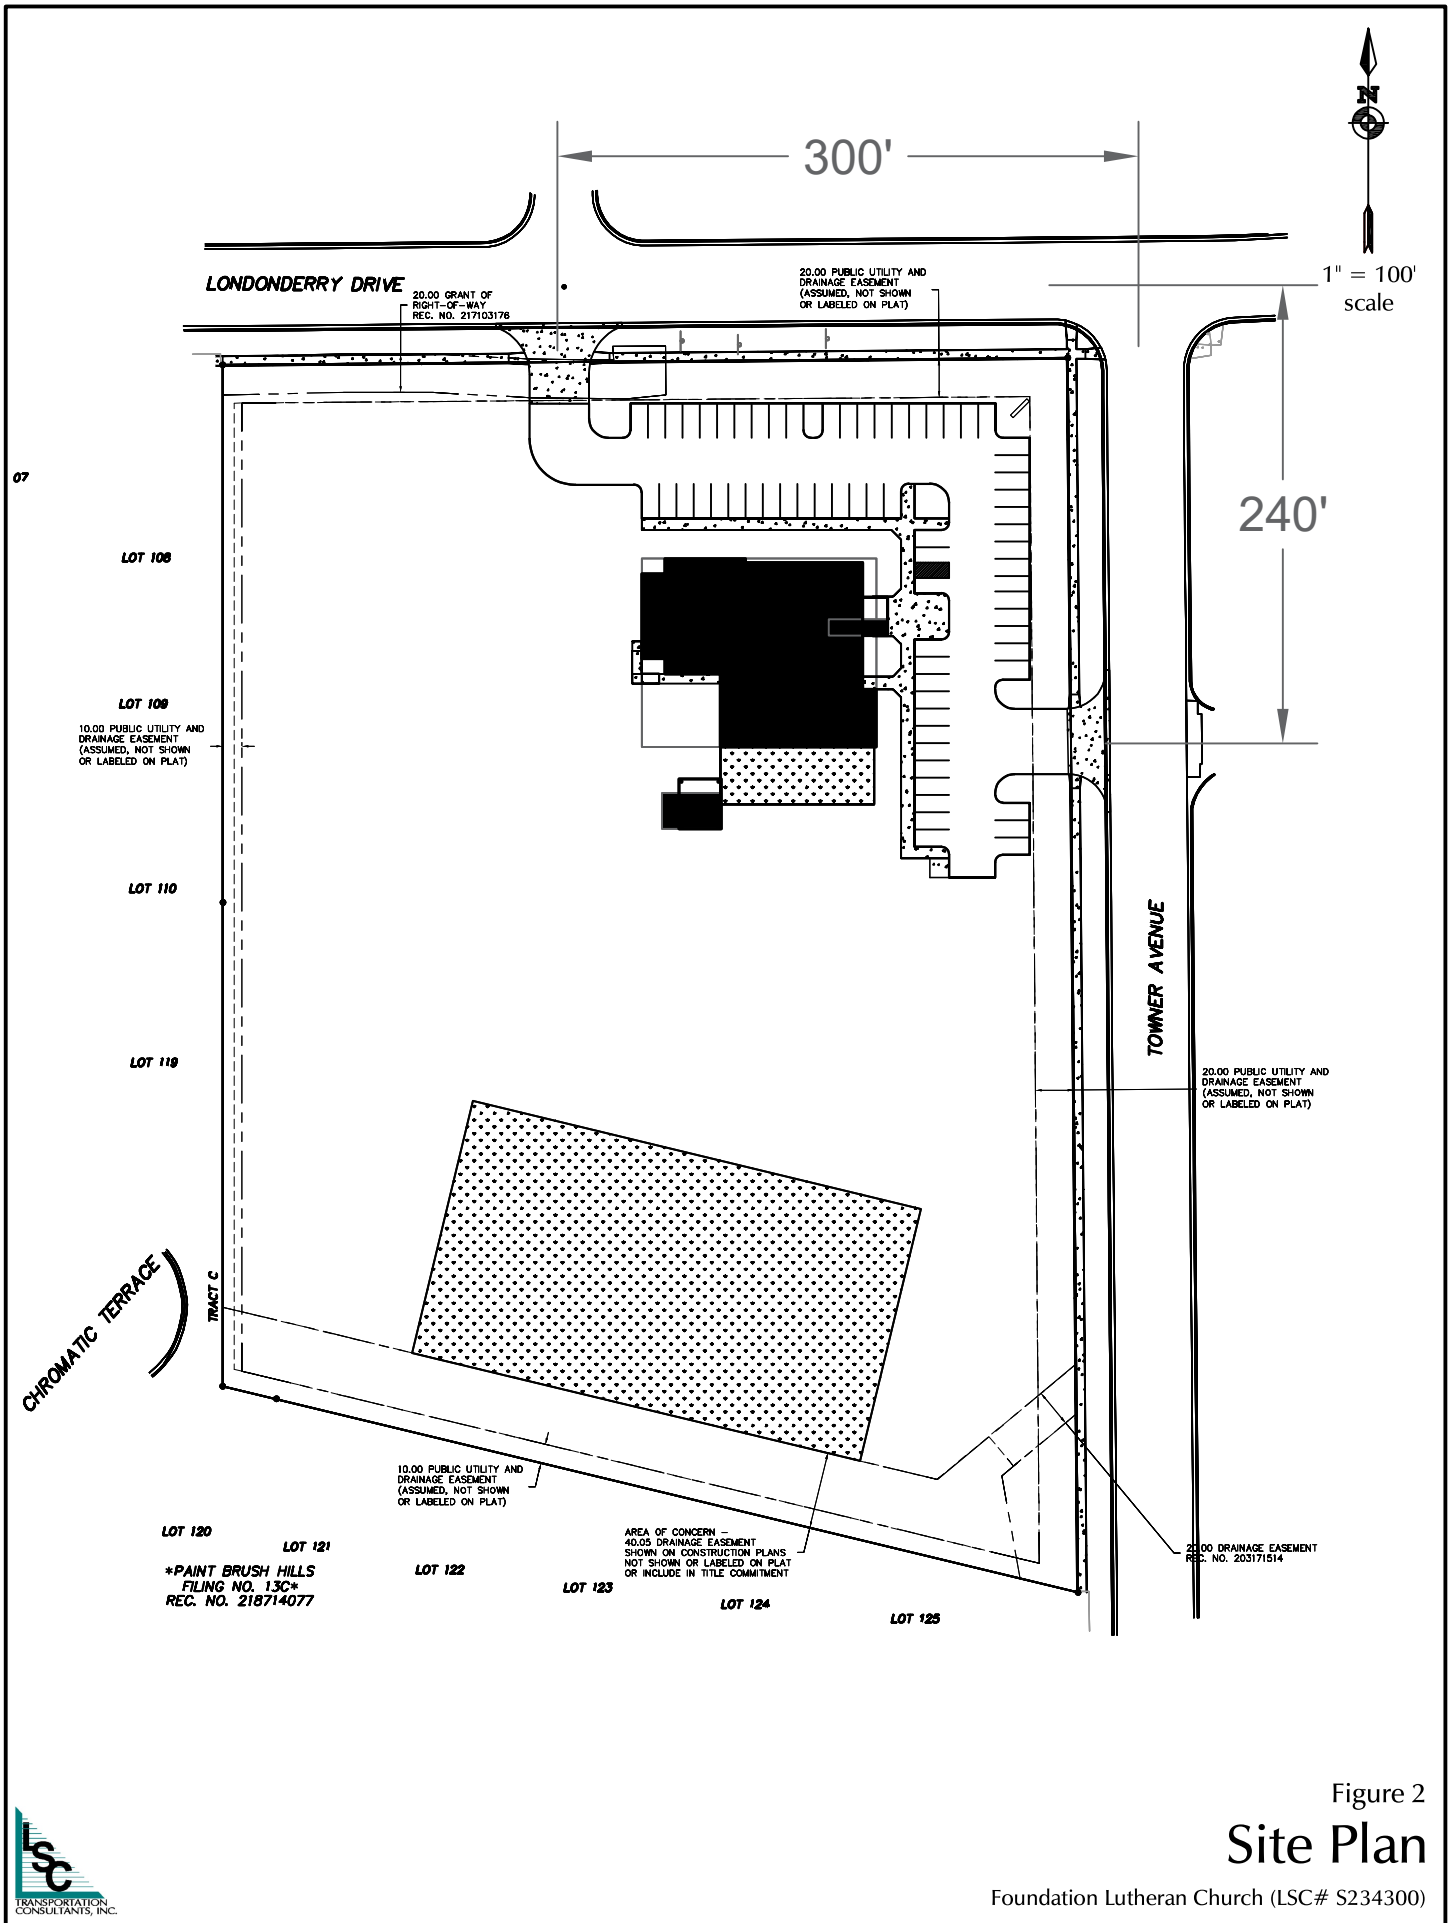 N
300'
1" = 100'
scale
LONDONDERRY DRIVE
20.00 GRANT OF
RIGHT-OF-WAY
REC. NO. 217103176
20.00 PUBLIC UTILITY AND
DRAINAGE EASEMENT
(ASSUMED, NOT SHOWN
OR LABELED ON PLAT)
07
240'
LOT 108
LOT 109
10.00 PUBLIC UTILITY AND
DRAINAGE EASEMENT
(ASSUMED, NOT SHOWN
OR LABELED ON PLAT)
LOT 110
TOWNER AVENUE
LOT 119
20.00 PUBLIC UTILITY AND
DRAINAGE EASEMENT
(ASSUMED, NOT SHOWN
OR LABELED ON PLAT)
CHROMATIC TERRACE
TRACT C
10.00 PUBLIC UTILITY AND
DRAINAGE EASEMENT
(ASSUMED, NOT SHOWN
OR LABELED ON PLAT)
AREA OF CONCERN -
40.05 DRAINAGE EASEMENT
SHOWN ON CONSTRUCTION PLANS
NOT SHOWN OR LABELED ON PLAT
OR INCLUDE IN TITLE COMMITMENT
20.00 DRAINAGE EASEMENT
REC. NO. 203171514
LOT 120
LOT 121
LOT 122
LOT 123
LOT 124
LOT 125
*PAINT BRUSH HILLS
FILING NO. 13C*
REC. NO. 218714077
Figure 2
Site Plan
Foundation Lutheran Church (LSC# S234300)
LSC
TRANSPORTATION
CONSULTANTS, INC.